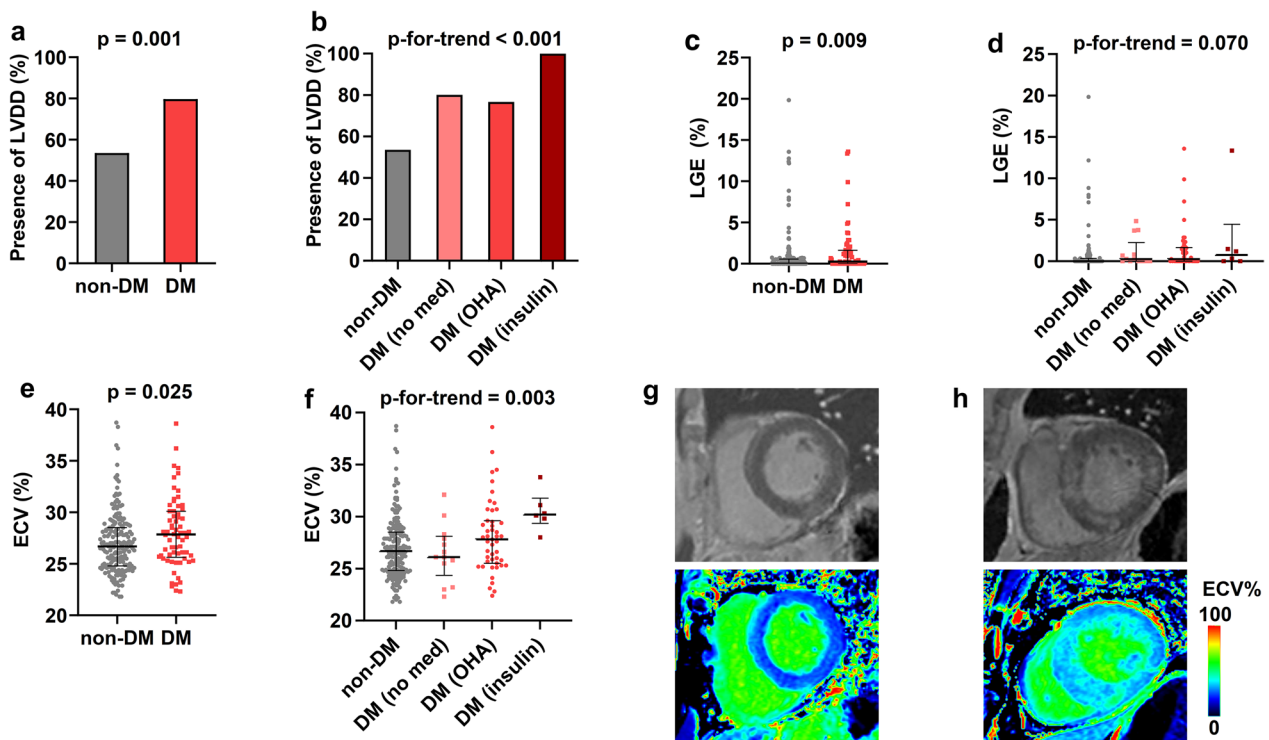 a
p = 0.001
Presence of LVDD (%)
100
80
60
40
20
0
non-DM
DM
b
p-for-trend < 0.001
Presence of LVDD (%)
100
80
60
40
20
0
non-DM
DM (no med)
DM (OHA)
DM (insulin)
c
p = 0.009
LGE (%)
25
20
15
10
5
0
non-DM
DM
d
p-for-trend = 0.070
LGE (%)
25
20
15
10
5
0
non-DM
DM (no med)
DM (OHA)
DM (insulin)
e
p = 0.025
ECV (%)
40
35
30
25
20
non-DM
DM
f
p-for-trend = 0.003
ECV (%)
40
35
30
25
20
non-DM
DM (no med)
DM (OHA)
DM (insulin)
g
h
ECV%
100
0